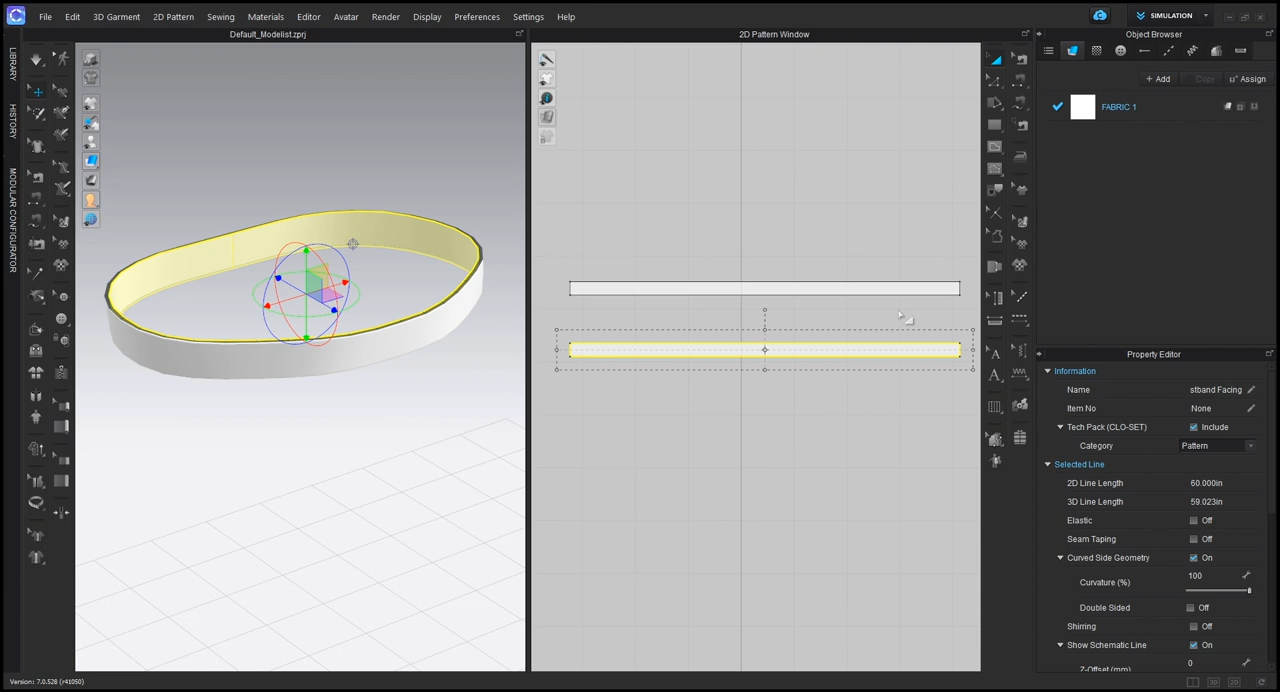 File Edit 3D Garment 2D Pattern Sewing Materials Editor Avatar Render Display Preferences Settings Help SIMULATION
Default_Modelist.zprj
2D Pattern Window
Object Browser
LIBRARY
HISTORY
MODULAR CONFIGURATOR
+ Add Copy Assign
FABRIC 1
Property Editor
Information
Name stband Facing
Item No None
Tech Pack (CLO-SET) Include
Category Pattern
Selected Line
2D Line Length 60.000in
3D Line Length 59.023in
Elastic Off
Seam Taping Off
Curved Side Geometry On
Curvature (%) 100
Double Sided Off
Shirring Off
Show Schematic Line On
Z-Offset (mm) 0
Version: 7.0.528 (r41050)
3D 2D